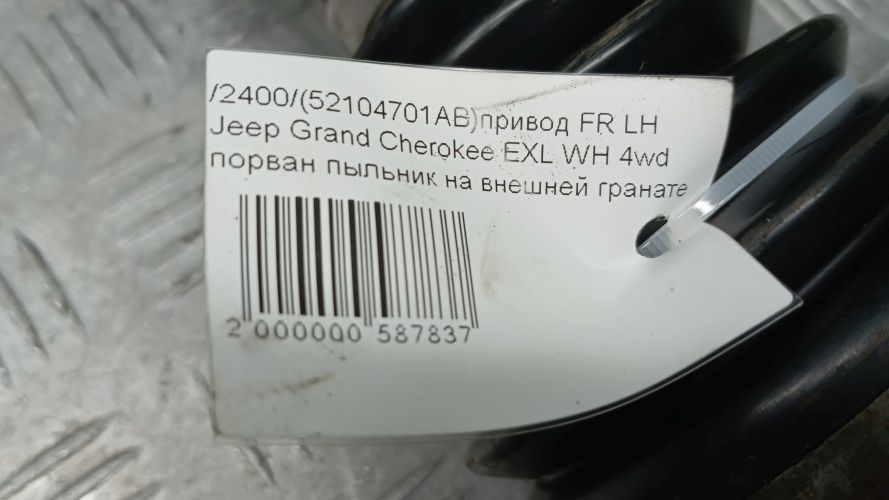 /2400/(52104701AB)привод FR LH
Jeep Grand Cherokee EXL WH 4wd
порван пыльник на внешней гранате
2 000000 587837